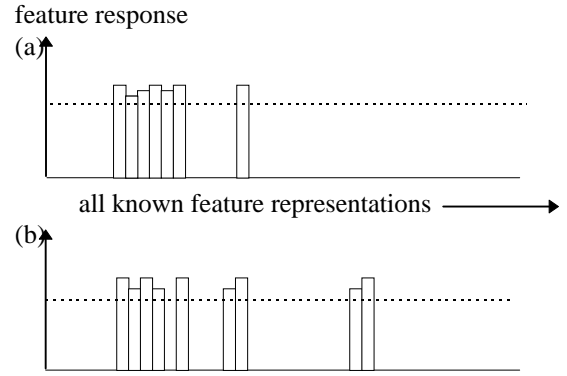 feature response
(a)
all known feature representations
(b)